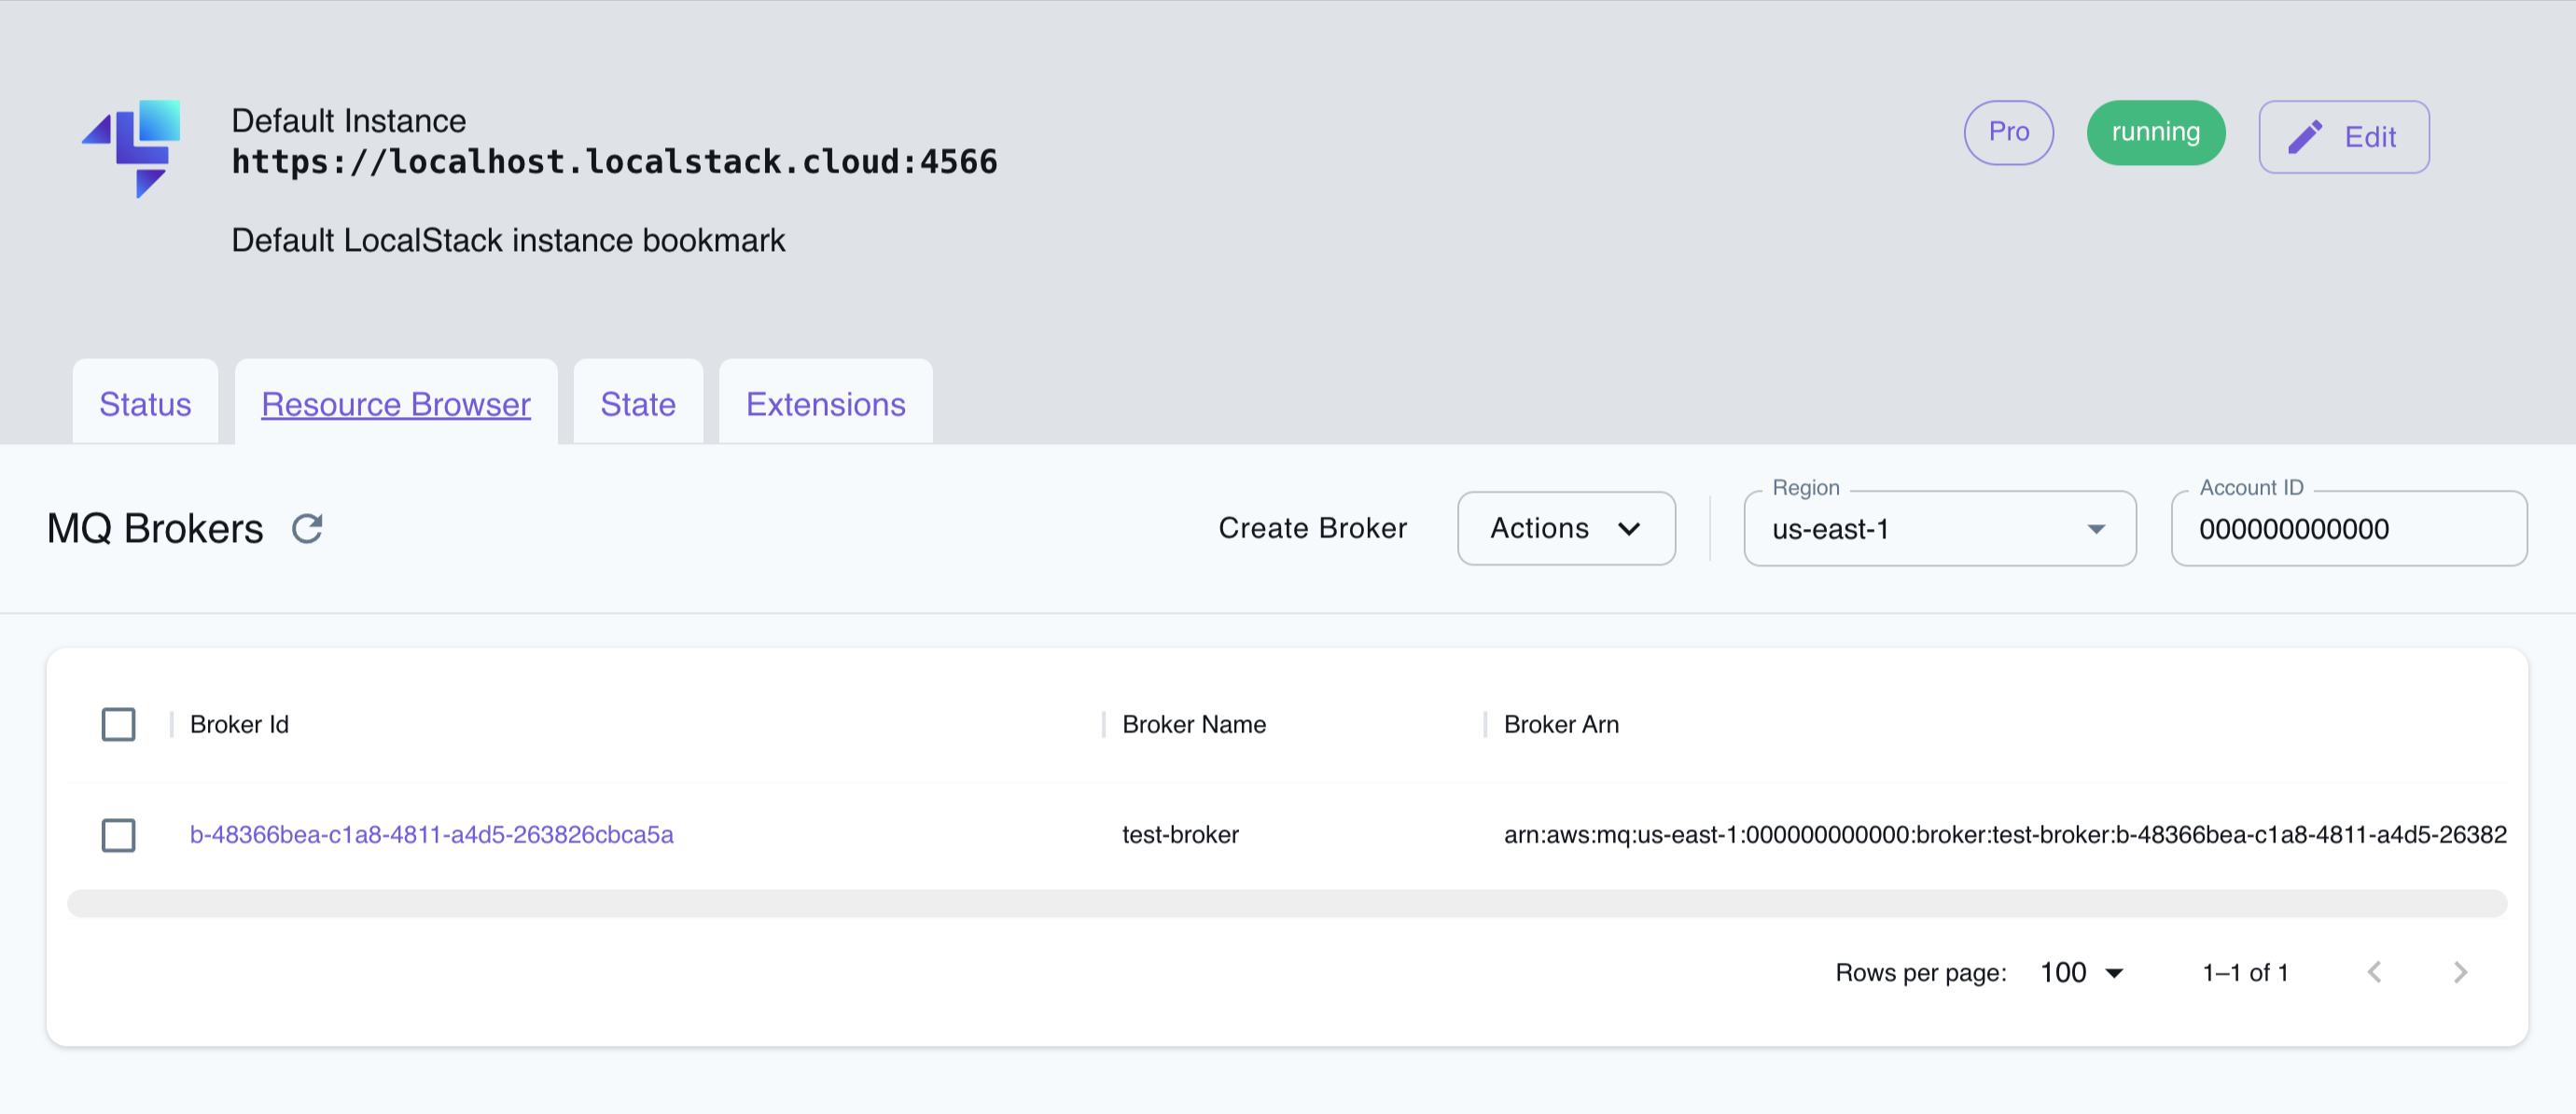 Default Instance
https://localhost.localstack.cloud:4566
Default LocalStack instance bookmark
Pro
running
Edit
Status
Resource Browser
State
Extensions
MQ Brokers
Create Broker
Actions
Region
us-east-1
Account ID
000000000000
Broker Id
Broker Name
Broker Arn
b-48366bea-c1a8-4811-a4d5-263826cbca5a
test-broker
arn:aws:mq:us-east-1:000000000000:broker:test-broker:b-48366bea-c1a8-4811-a4d5-26382
Rows per page:
100
1–1 of 1